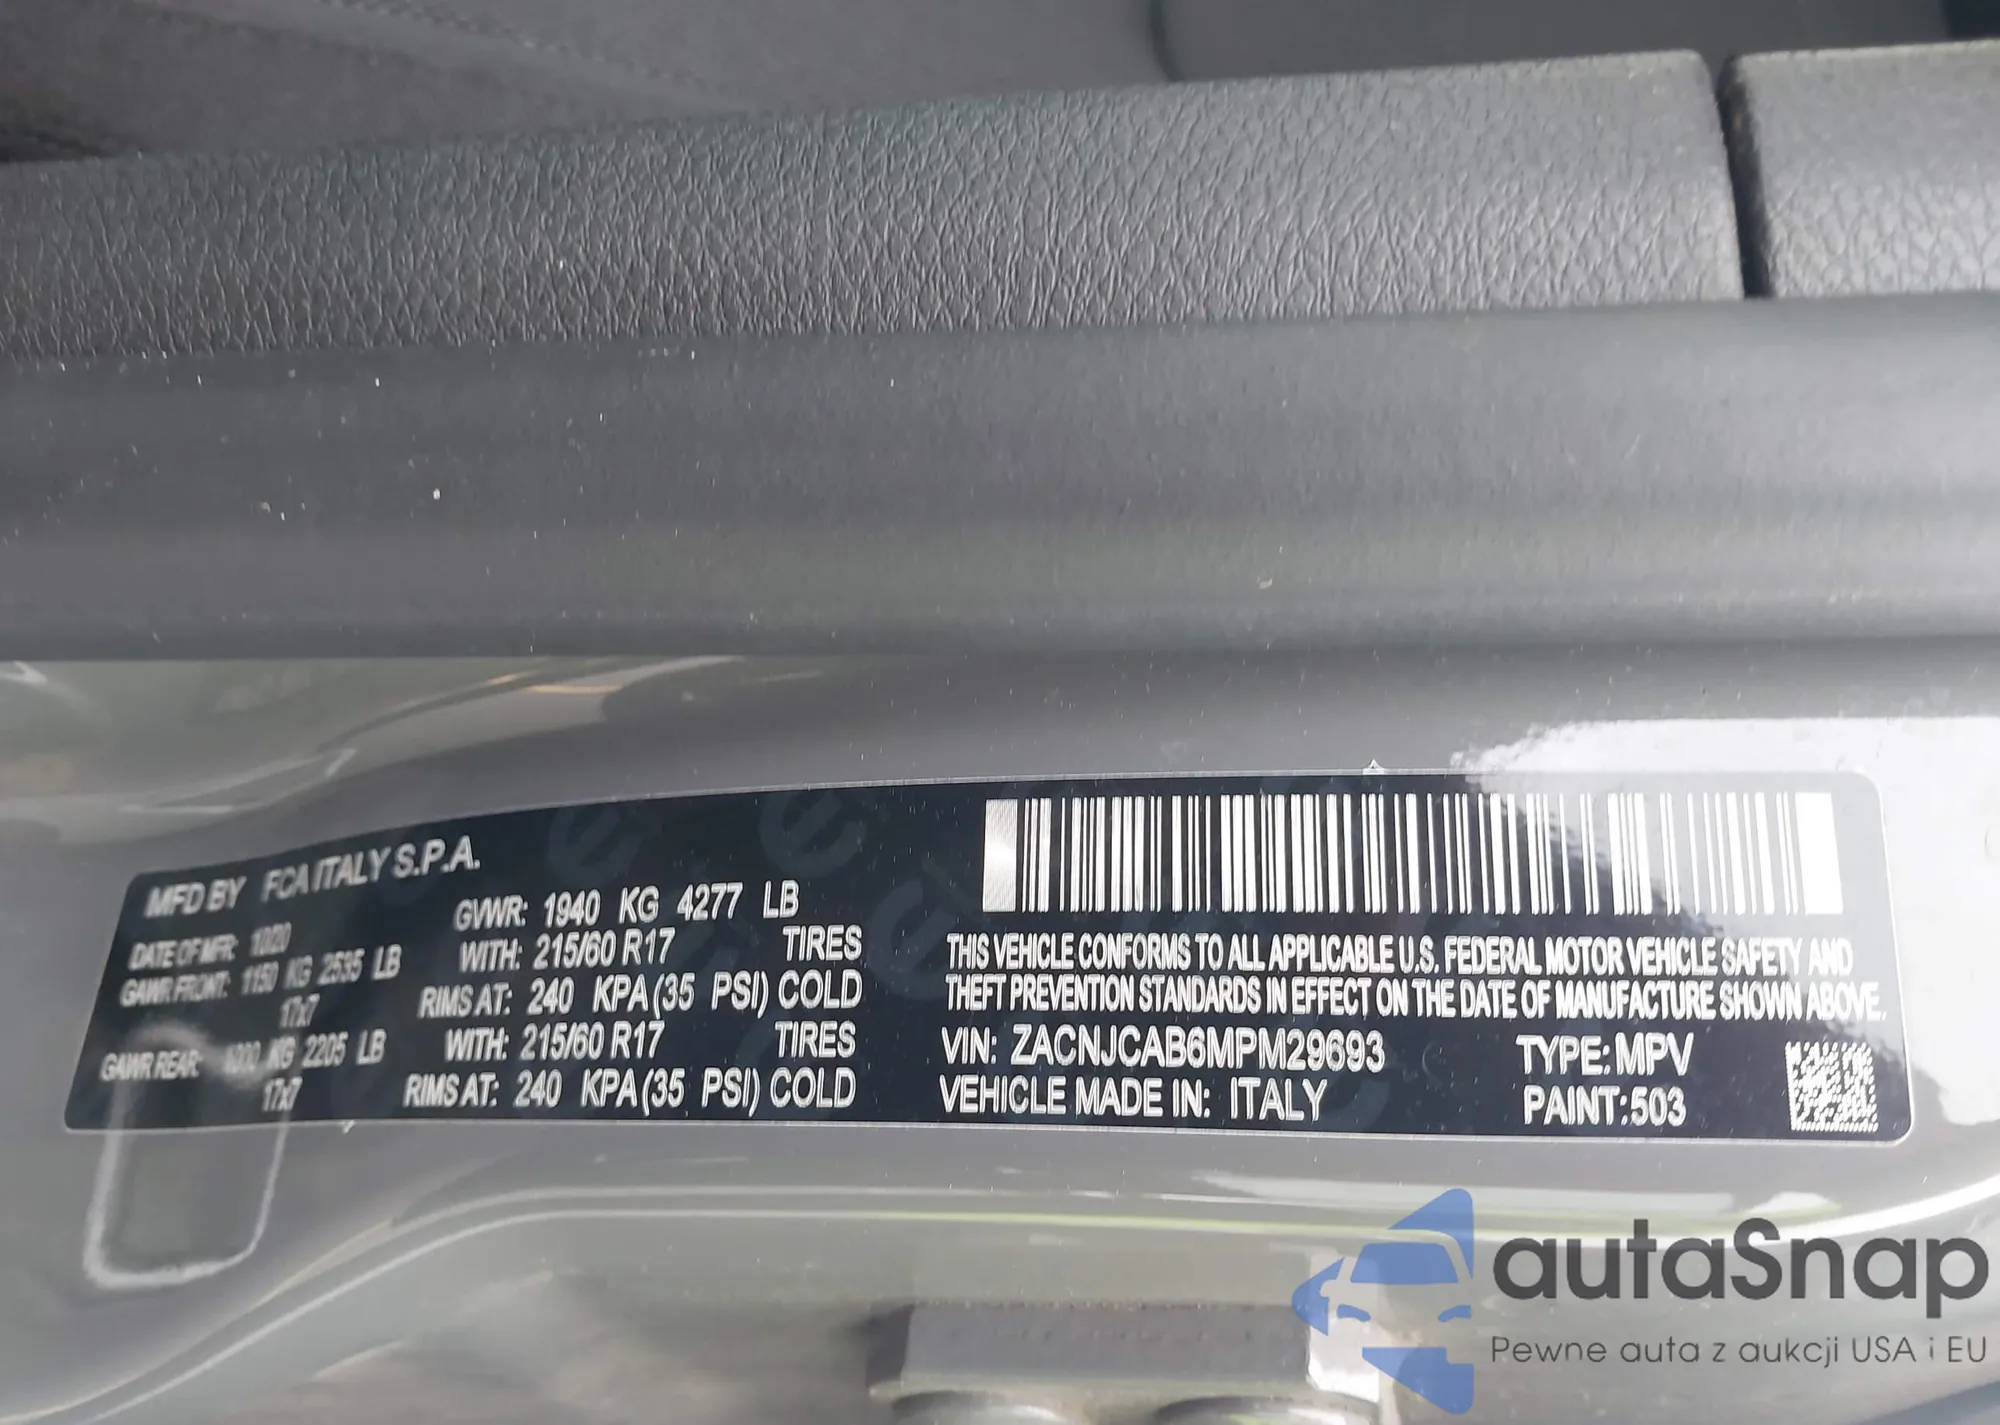 MFD BY FCA ITALY S.P.A.
DATE OF MFR: 10/20 GVWR: 1940 KG 4277 LB
GAWR FRONT: 1150 KG 2535 LB WITH: 215/60 R17 TIRES
17x7 RIMS AT: 240 KPA (35 PSI) COLD
GAWR REAR: 1000 KG 2205 LB WITH: 215/60 R17 TIRES
17x7 RIMS AT: 240 KPA (35 PSI) COLD
THIS VEHICLE CONFORMS TO ALL APPLICABLE U.S. FEDERAL MOTOR VEHICLE SAFETY AND
THEFT PREVENTION STANDARDS IN EFFECT ON THE DATE OF MANUFACTURE SHOWN ABOVE.
VIN: ZACNJCAB6MPM29693 TYPE: MPV
VEHICLE MADE IN: ITALY PAINT: 503
autaSnap
Pewne auta z aukcji USA i EU